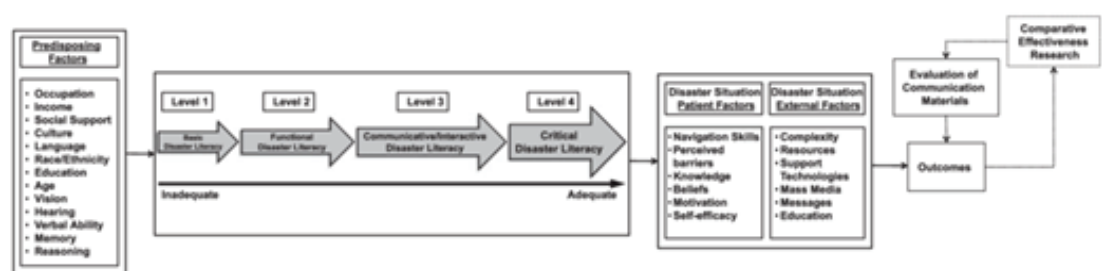 Predisposing
Factors
• Occupation
• Income
• Social Support
• Culture
• Language
• Race/Ethnicity
• Education
• Age
• Vision
• Hearing
• Verbal Ability
• Memory
• Reasoning
Level 1
Level 2
Level 3
Level 4
Basic
Disaster Literacy
Functional
Disaster Literacy
Communicative/Interactive
Disaster Literacy
Critical
Disaster Literacy
Inadequate
Adequate
Disaster Situation
Patient Factors
• Navigation Skills
• Perceived
barriers
• Knowledge
• Beliefs
• Motivation
• Self-efficacy
Disaster Situation
External Factors
• Complexity
• Resources
• Support
Technologies
• Mass Media
• Messages
• Education
Evaluation of
Communication
Materials
Outcomes
Comparative
Effectiveness
Research